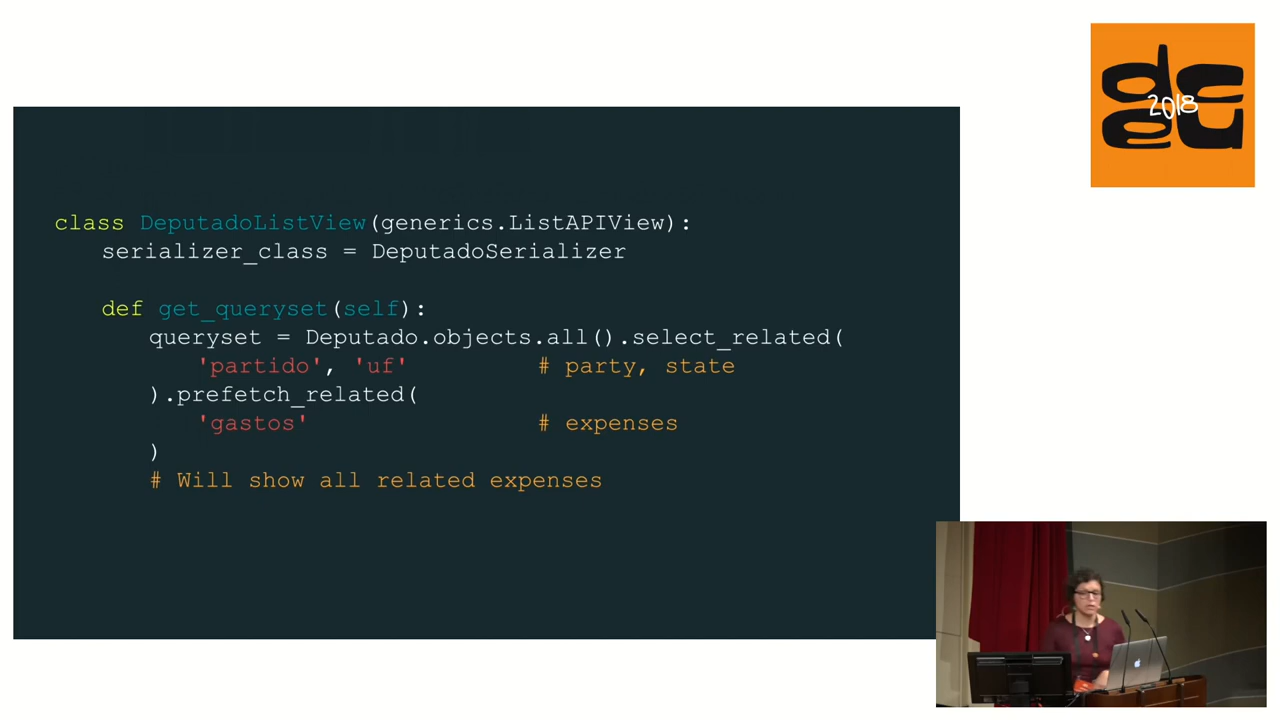 2018
class DeputadoListView(generics.ListAPIView):
serializer_class = DeputadoSerializer
def get_queryset(self):
queryset = Deputado.objects.all().select_related(
'partido', 'uf' # party, state
).prefetch_related(
'gastos' # expenses
)
# Will show all related expenses